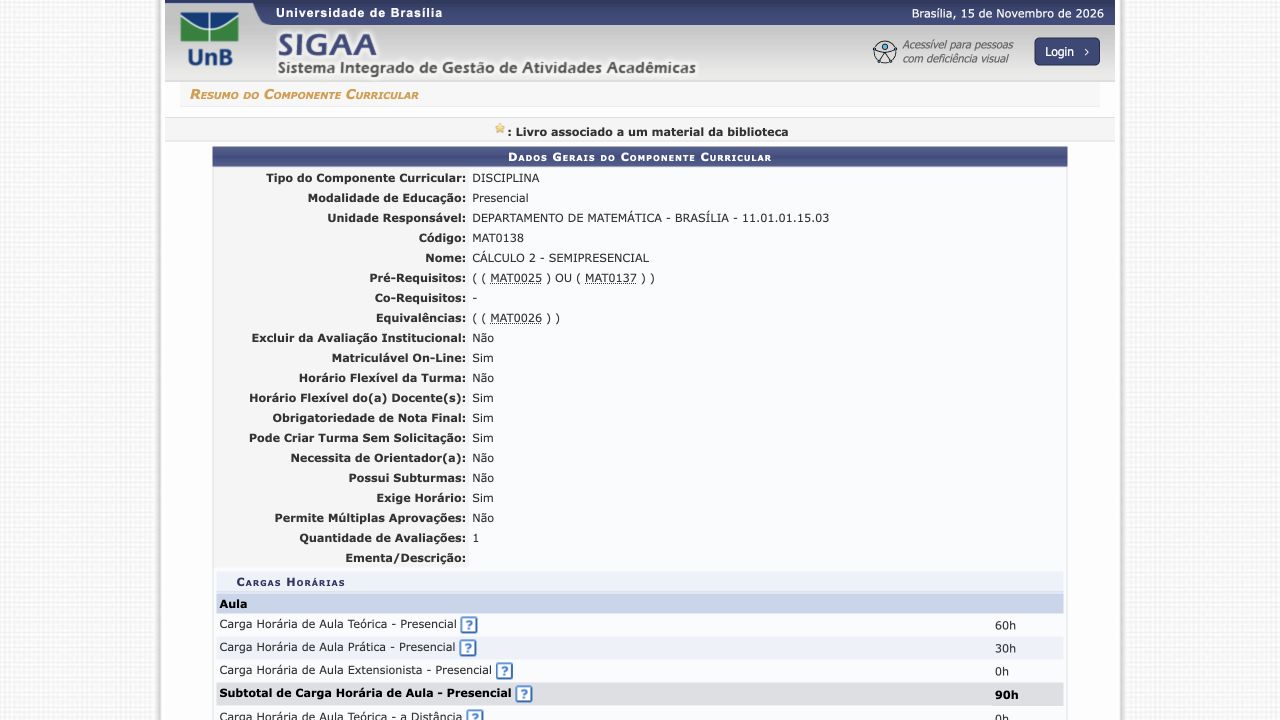 Universidade de Brasília
Brasília, 15 de Novembro de 2026
UnB
SIGAA
Sistema Integrado de Gestão de Atividades Acadêmicas
Acessível para pessoas
com deficiência visual
Login ›
Resumo do Componente Curricular
: Livro associado a um material da biblioteca
Dados Gerais do Componente Curricular
Tipo do Componente Curricular: DISCIPLINA
Modalidade de Educação: Presencial
Unidade Responsável: DEPARTAMENTO DE MATEMÁTICA - BRASÍLIA - 11.01.01.15.03
Código: MAT0138
Nome: CÁLCULO 2 - SEMIPRESENCIAL
Pré-Requisitos: ( ( MAT0025 ) OU ( MAT0137 ) )
Co-Requisitos: -
Equivalências: ( ( MAT0026 ) )
Excluir da Avaliação Institucional: Não
Matriculável On-Line: Sim
Horário Flexível da Turma: Não
Horário Flexível do(a) Docente(s): Sim
Obrigatoriedade de Nota Final: Sim
Pode Criar Turma Sem Solicitação: Sim
Necessita de Orientador(a): Não
Possui Subturmas: Não
Exige Horário: Sim
Permite Múltiplas Aprovações: Não
Quantidade de Avaliações: 1
Ementa/Descrição:
Cargas Horárias
Aula
Carga Horária de Aula Teórica - Presencial ? 60h
Carga Horária de Aula Prática - Presencial ? 30h
Carga Horária de Aula Extensionista - Presencial ? 0h
Subtotal de Carga Horária de Aula - Presencial ? 90h
Carga Horária de Aula Teórica - a Distância ? 0h